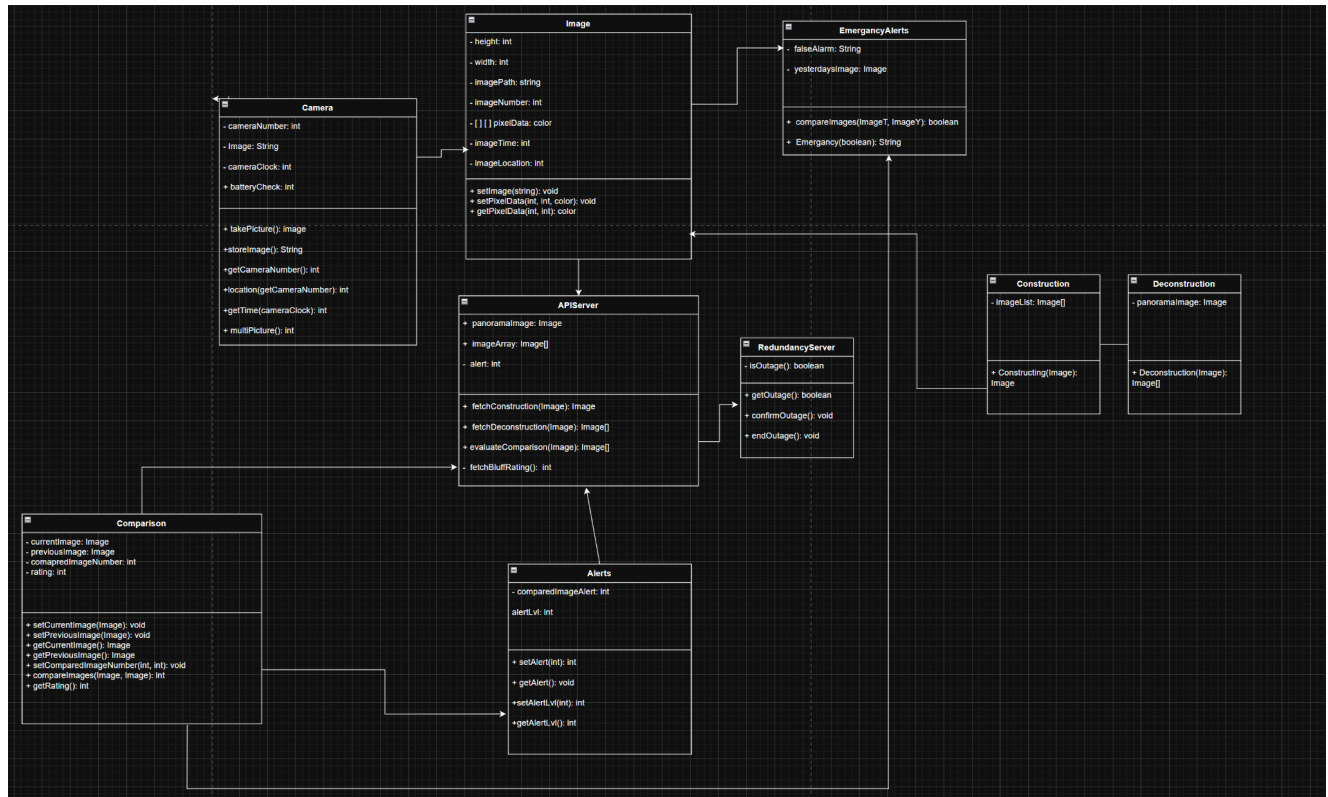 Image
- height: int
- width: int
- imagePath: string
- imageNumber: int
- [ ] [ ] pixelData: color
- imageTime: int
- imageLocation: int
+ setImage(string): void
+ setPixelData(int, int, color): void
+ getPixelData(int, int): color
EmergancyAlerts
- falseAlarm: String
- yesterdaysImage: Image
+ compareImages(ImageT, ImageY): boolean
+ Emergancy(boolean): String
Camera
- cameraNumber: int
- Image: String
- cameraClock: int
+ batteryCheck: int
+ takePicture(): image
+storeImage(): String
+getCameraNumber(): int
+location(getCameraNumber): int
+getTime(cameraClock): int
+ multiPicture(): int
APIServer
+ panoramaImage: Image
+ imageArray: Image[]
- alert: int
+ fetchConstruction(Image): Image
+ fetchDeconstruction(Image): Image[]
+ evaluateComparison(Image): Image[]
- fetchBluffRating(): int
RedundancyServer
- isOutage(): boolean
+ getOutage(): boolean
+ confirmOutage(): void
+ endOutage(): void
Construction
- imageList: Image[]
+ Constructing(Image):
Image
Deconstruction
- panoramaImage: Image
+ Deconstruction(Image):
Image[]
Comparison
- currentImage: Image
- previousImage: Image
- comapredImageNumber: int
- rating: int
+ setCurrentImage(Image): void
+ setPreviousImage(Image): void
+ getCurrentImage(): Image
+ getPreviousImage(): Image
+ setComparedImageNumber(int, int): void
+ compareImages(Image, Image): int
+ getRating(): int
Alerts
- comparedImageAlert: int
alertLvl: int
+ setAlert(int): int
+ getAlert(): void
+setAlertLvl(int): int
+getAlertLvl(): int